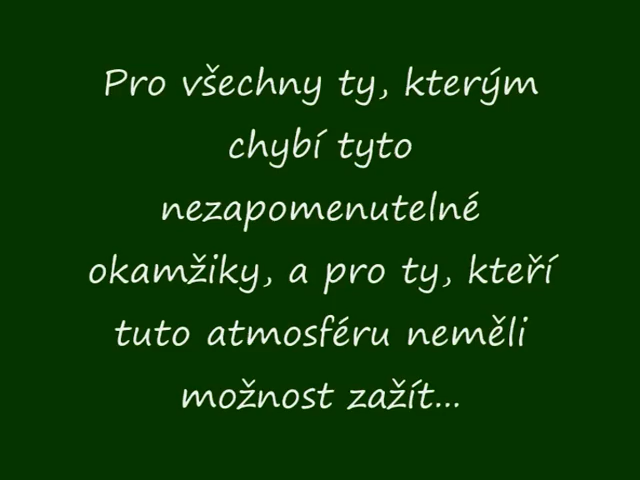 Pro všechny ty, kterým
chybí tyto
nezapomenutelné
okamžiky, a pro ty, kteří
tuto atmosféru neměli
možnost zažít...